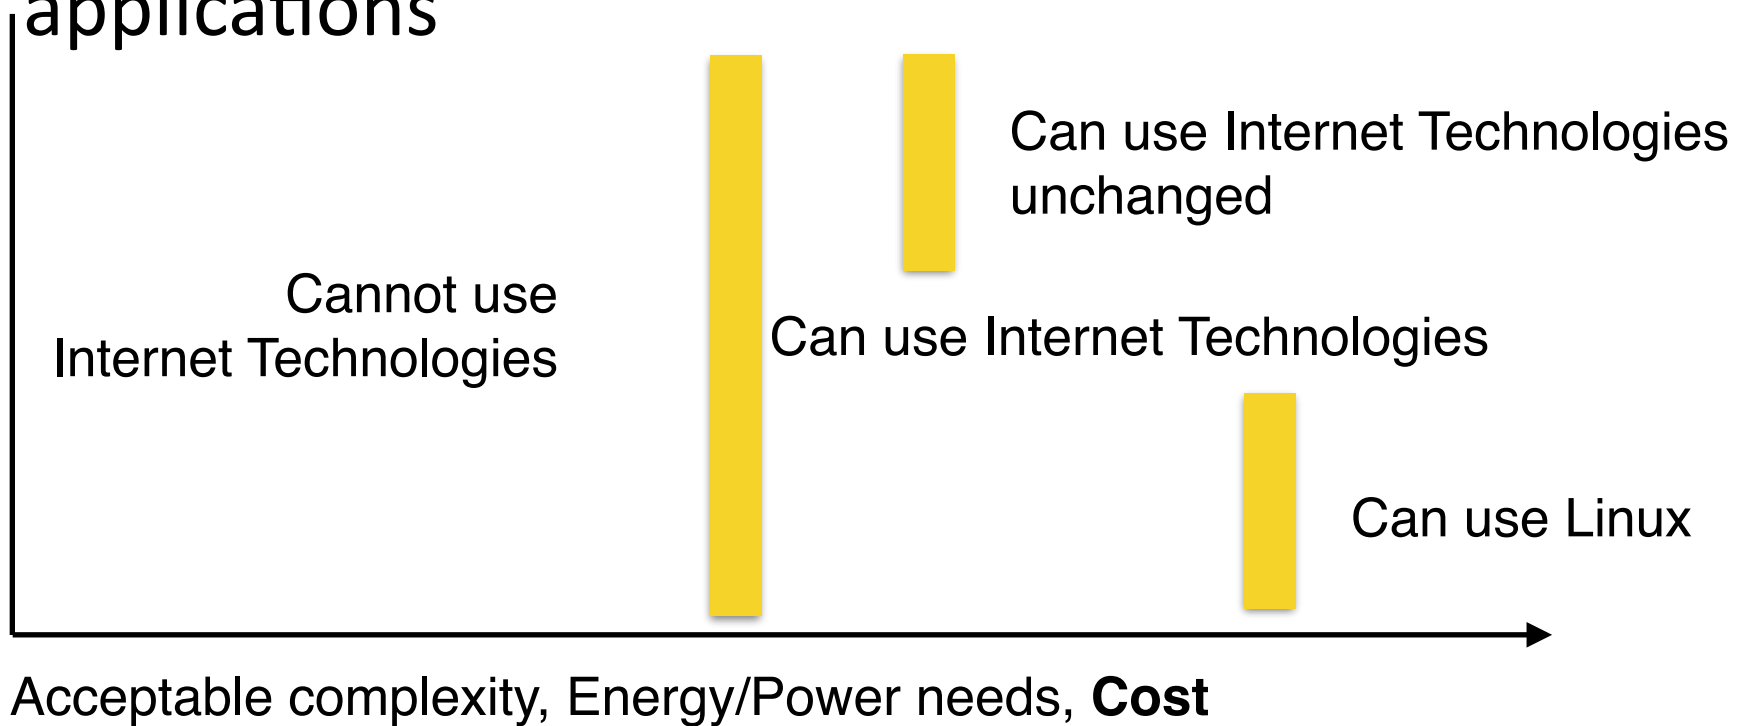 applications
Can use Internet Technologies
unchanged
Cannot use
Internet Technologies
Can use Internet Technologies
Can use Linux
Acceptable complexity, Energy/Power needs, Cost